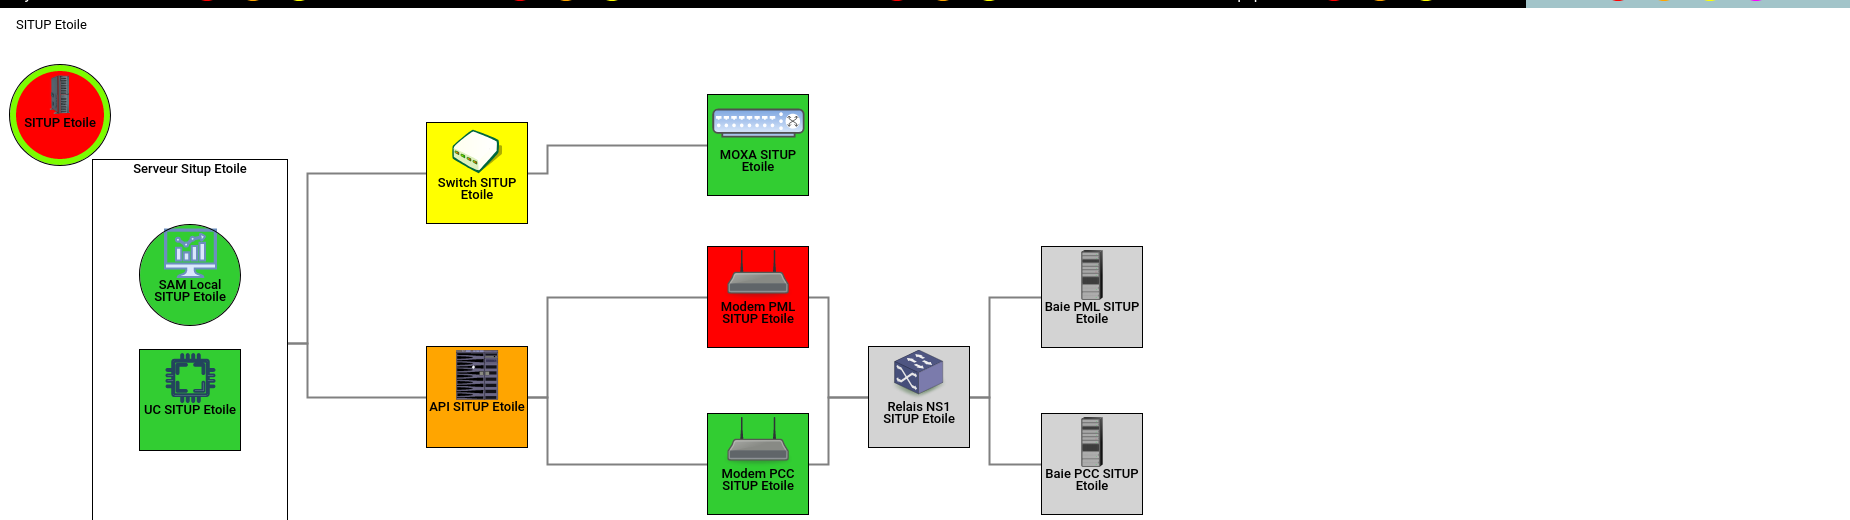 SITUP Etoile
SITUP Etoile
Serveur Situp Etoile
SAM Local
SITUP Etoile
UC SITUP Etoile
Switch SITUP
Etoile
API SITUP Etoile
MOXA SITUP
Etoile
Modem PML
SITUP Etoile
Modem PCC
SITUP Etoile
Relais NS1
SITUP Etoile
Baie PML SITUP
Etoile
Baie PCC SITUP
Etoile